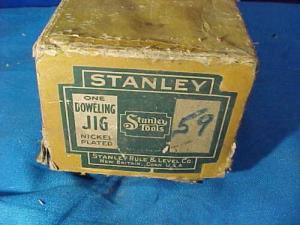 STANLEY
ONE
DOWELING
JIG
NICKEL
PLATED
Stanley
Tools
59
STANLEY RULE & LEVEL CO.
NEW BRITAIN, CONN. U.S.A.